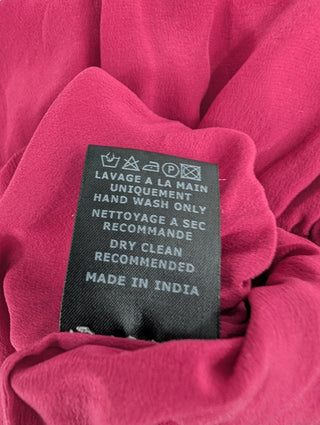 LAVAGE A LA MAIN
UNIQUEMENT
HAND WASH ONLY
NETTOYAGE A SEC
RECOMMANDE
DRY CLEAN
RECOMMENDED
MADE IN INDIA